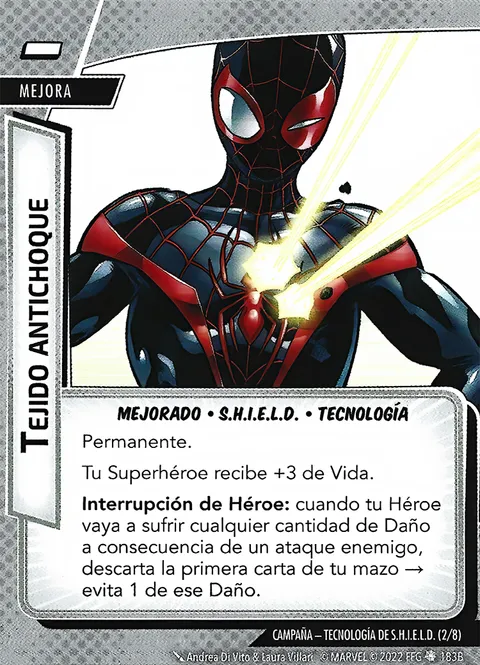 MEJORA
TEJIDO ANTICHOQUE
MEJORADO • S.H.I.E.L.D. • TECNOLOGÍA
Permanente.
Tu Superhéroe recibe +3 de Vida.
Interrupción de Héroe: cuando tu Héroe
vaya a sufrir cualquier cantidad de Daño
a consecuencia de un ataque enemigo,
descarta la primera carta de tu mazo →
evita 1 de ese Daño.
CAMPAÑA – TECNOLOGÍA DE S.H.I.E.L.D. (2/8)
Andrea Di Vito & Laura Villari © MARVEL © 2022 FFG 183B